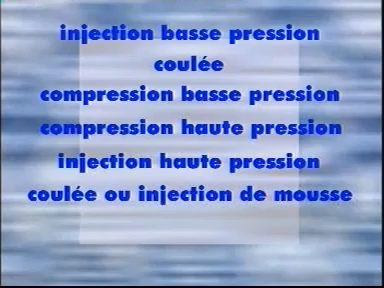 injection basse pression
coulée
compression basse pression
compression haute pression
injection haute pression
coulée ou injection de mousse